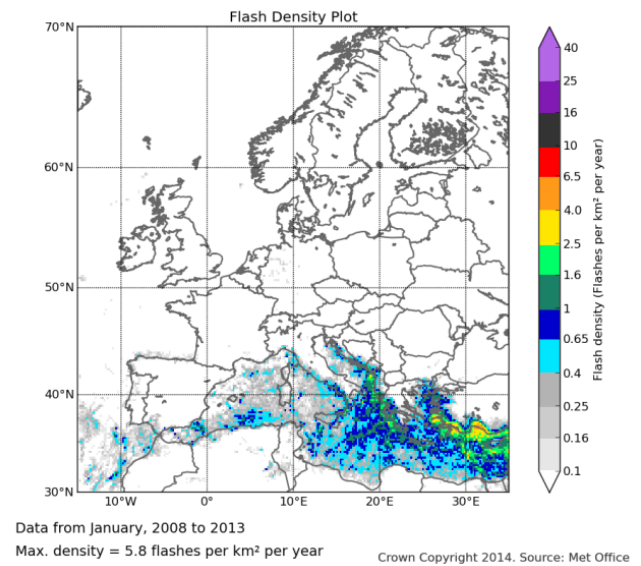 Flash Density Plot
70°N
60°N
50°N
40°N
30°N
10°W 0° 10°E 20°E 30°E
40
25
16
10
6.5
4.0
2.5
1.6
1
0.65
0.4
0.25
0.16
0.1
Flash density (Flashes per km² per year)
Data from January, 2008 to 2013
Max. density = 5.8 flashes per km² per year
Crown Copyright 2014. Source: Met Office